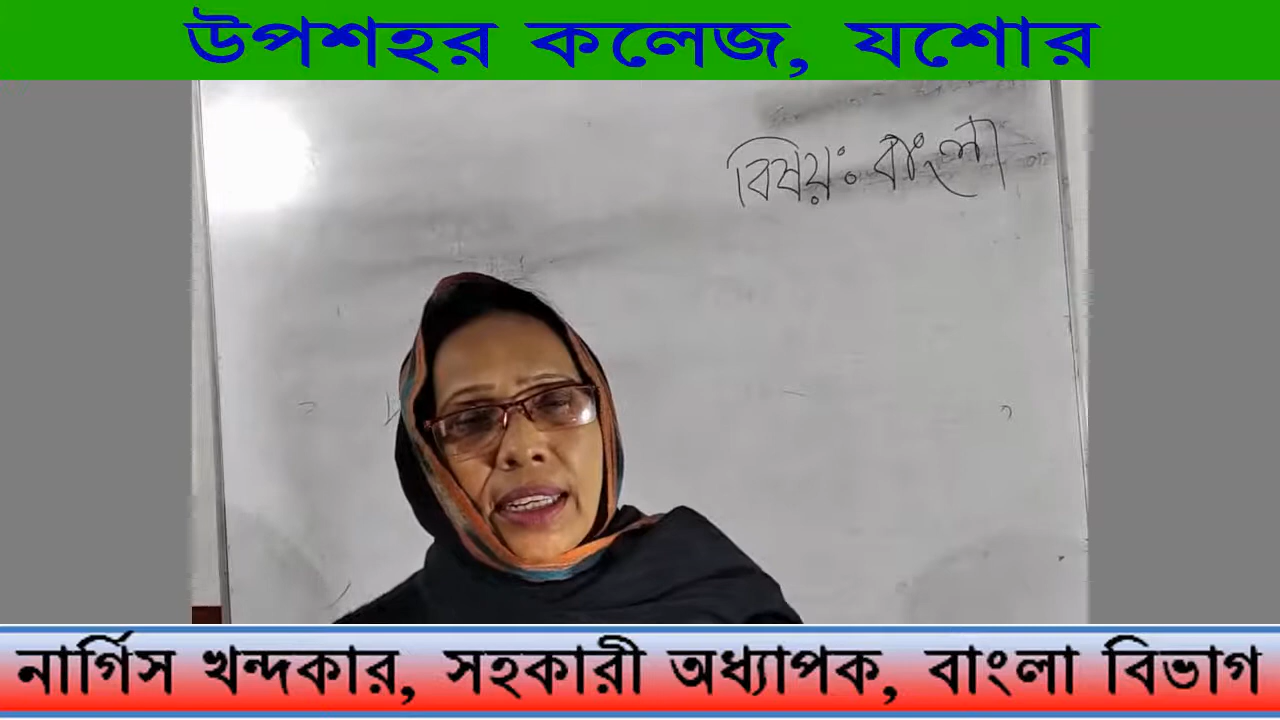 উপশহর কলেজ, যশোর
বিষয়ঃ বাংলা
নার্গিস খন্দকার, সহকারী অধ্যাপক, বাংলা বিভাগ